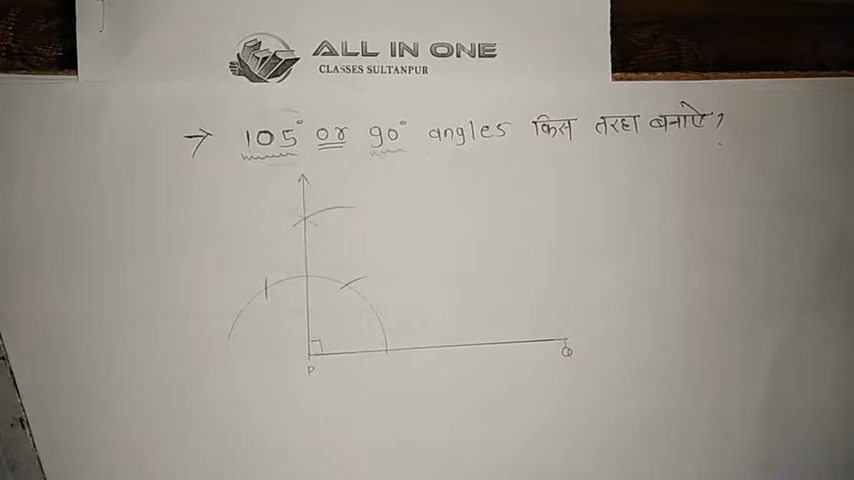 ALL IN ONE
CLASSES SULTANPUR
→ 105° or 90° angles किस तरहा बनाऐ?
P
Q